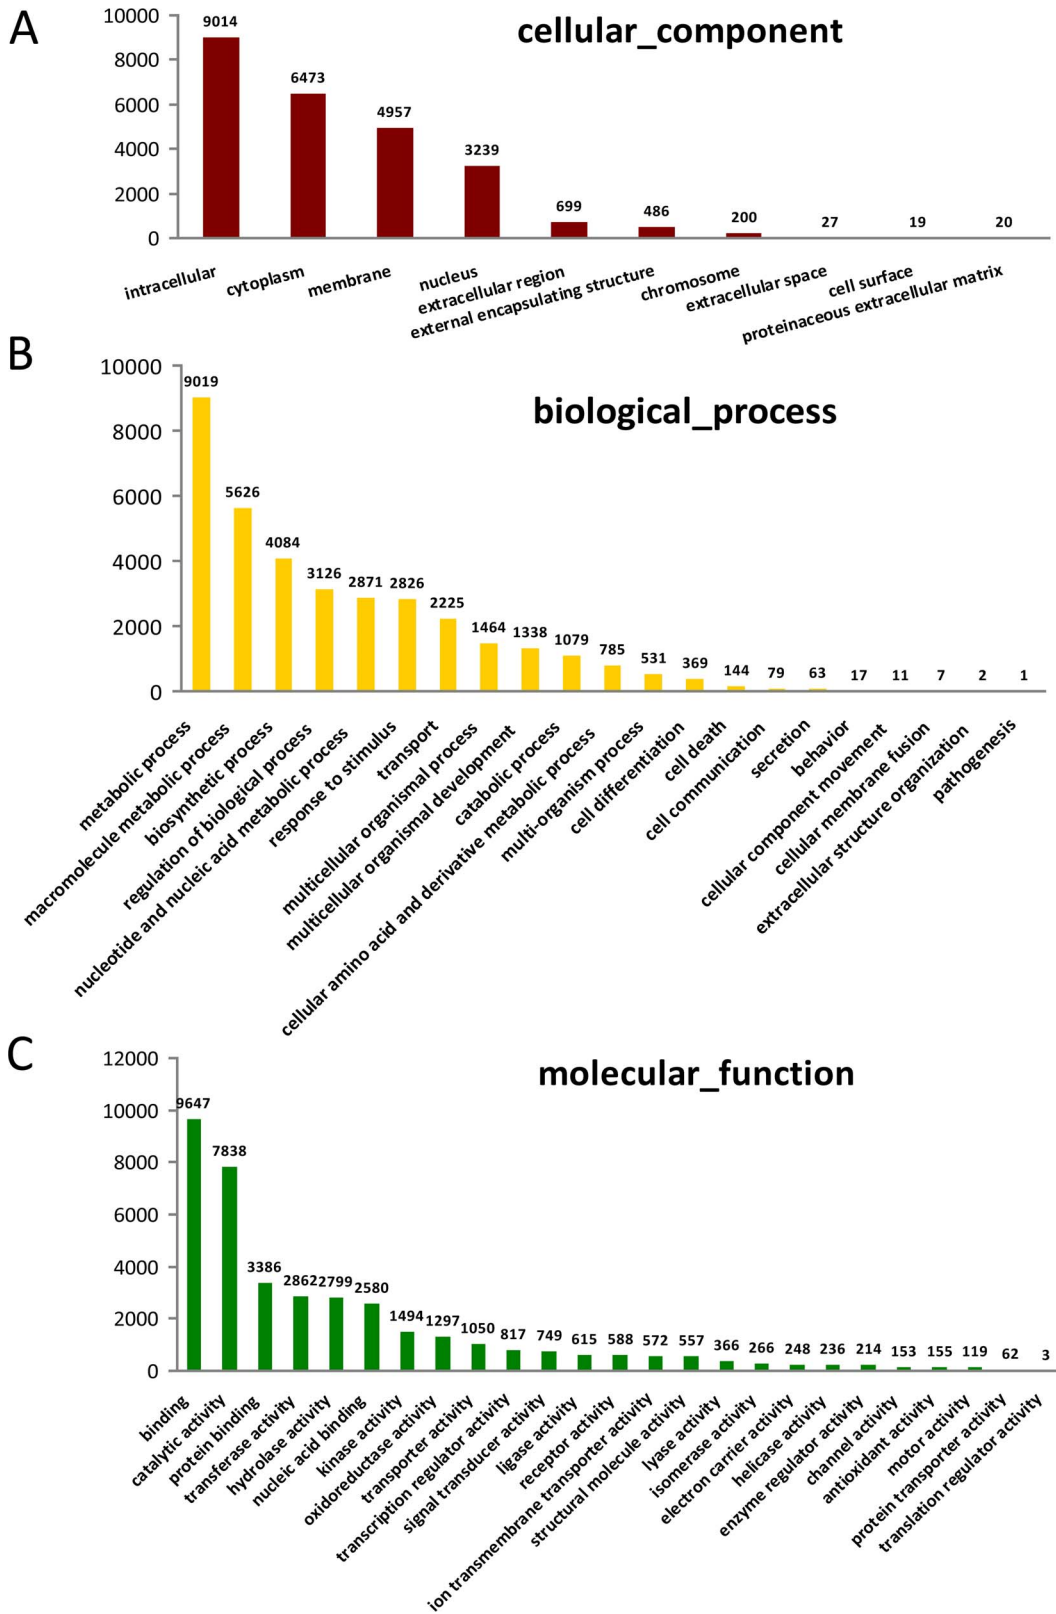 A
cellular_component
10000
8000
6000
4000
2000
0
9014
6473
4957
3239
699
486
200
27
19
20
intracellular
cytoplasm
membrane
nucleus
extracellular region
external encapsulating structure
chromosome
extracellular space
cell surface
proteinaceous extracellular matrix
B
biological_process
10000
8000
6000
4000
2000
0
9019
5626
4084
3126
2871
2826
2225
1464
1338
1079
785
531
369
144
79
63
17
11
7
2
1
metabolic process
macromolecule metabolic process
biosynthetic process
regulation of biological process
nucleotide and nucleic acid metabolic process
response to stimulus
transport
multicellular organismal process
multicellular organismal development
catabolic process
cellular amino acid and derivative metabolic process
multi-organism process
cell differentiation
cell death
cell communication
secretion
behavior
cellular component movement
cellular membrane fusion
extracellular structure organization
pathogenesis
C
molecular_function
12000
10000
8000
6000
4000
2000
0
9647
7838
3386
2862
2799
2580
1494
1297
1050
817
749
615
588
572
557
366
266
248
236
214
153
155
119
62
3
binding
catalytic activity
protein binding
transferase activity
hydrolase activity
nucleic acid binding
kinase activity
oxidoreductase activity
transporter activity
transcription regulator activity
signal transducer activity
ligase activity
receptor activity
ion transmembrane transporter activity
structural molecule activity
lyase activity
isomerase activity
electron carrier activity
helicase activity
enzyme regulator activity
channel activity
antioxidant activity
motor activity
protein transporter activity
translation regulator activity